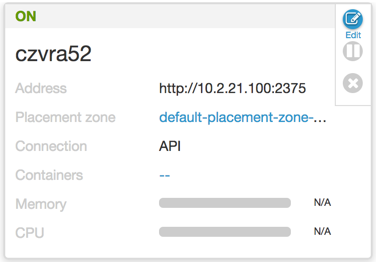 ON
Edit
czvra52
Address http://10.2.21.100:2375
Placement zone default-placement-zone-...
Connection API
Containers --
Memory N/A
CPU N/A